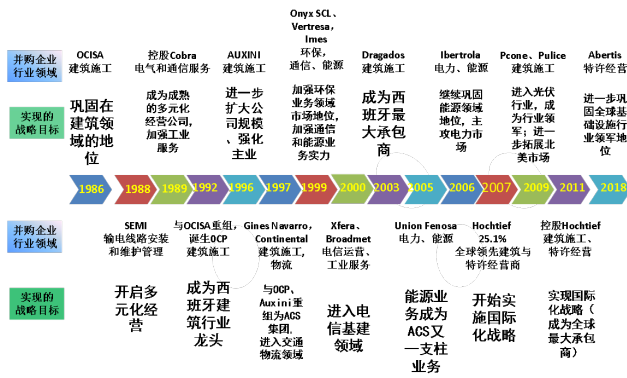 并购企业
行业领域
OCISA
建筑施工
控股Cobra
电气和通信服务
AUXINI
建筑施工
Onyx SCL、
Vertresa，
Imes
环保，
通信、能源
Dragados
建筑施工
Ibertrola
电力、能源
Pcone、Pulice
建筑施工
Abertis
特许经营
实现的
战略目标
巩固在
建筑领
域的地
位
成为成熟
的多元化
经营公司，
加强工业
服务
进一步
扩大公
司规模
、强化
主业
加强环保
业务领域
市场地位，
加强通信
和能源业
务实力
成为西
班牙最
大承包
商
继续巩固
能源领域
地位，主
攻电力市
场
进入光伏
行业，成
为行业领
军；进一
步拓展北
美市场
进一步巩
固全球基
础设施行
业领军地
位
1986
1988
1989
1992
1996
1997
1999
2000
2003
2005
2006
2007
2009
2011
2018
并购企业
行业领域
SEMI
输电线路安装
和维护管理
与OCISA重组，
诞生OCP
建筑施工
Gines Navarro，
Continental
建筑施工,
物流
Xfera、
Broadmet
电信运营、
工业服务
Union Fenosa
电力、能源
Hochtief
25.1%
全球领先建筑与
特许经营商
控股Hochtief
建筑施工、
特许经营
实现的
战略目标
开启多
元化经
营
成为西
班牙建
筑行业
龙头
与OCP、
Auxini重
组为ACS
集团,
进入交通
物流领域
进入电
信基建
领域
能源业
务成为
ACS又
一支柱
业务
开始实
施国际
化战略
实现国际
化战略（
成为全球
最大承包
商）